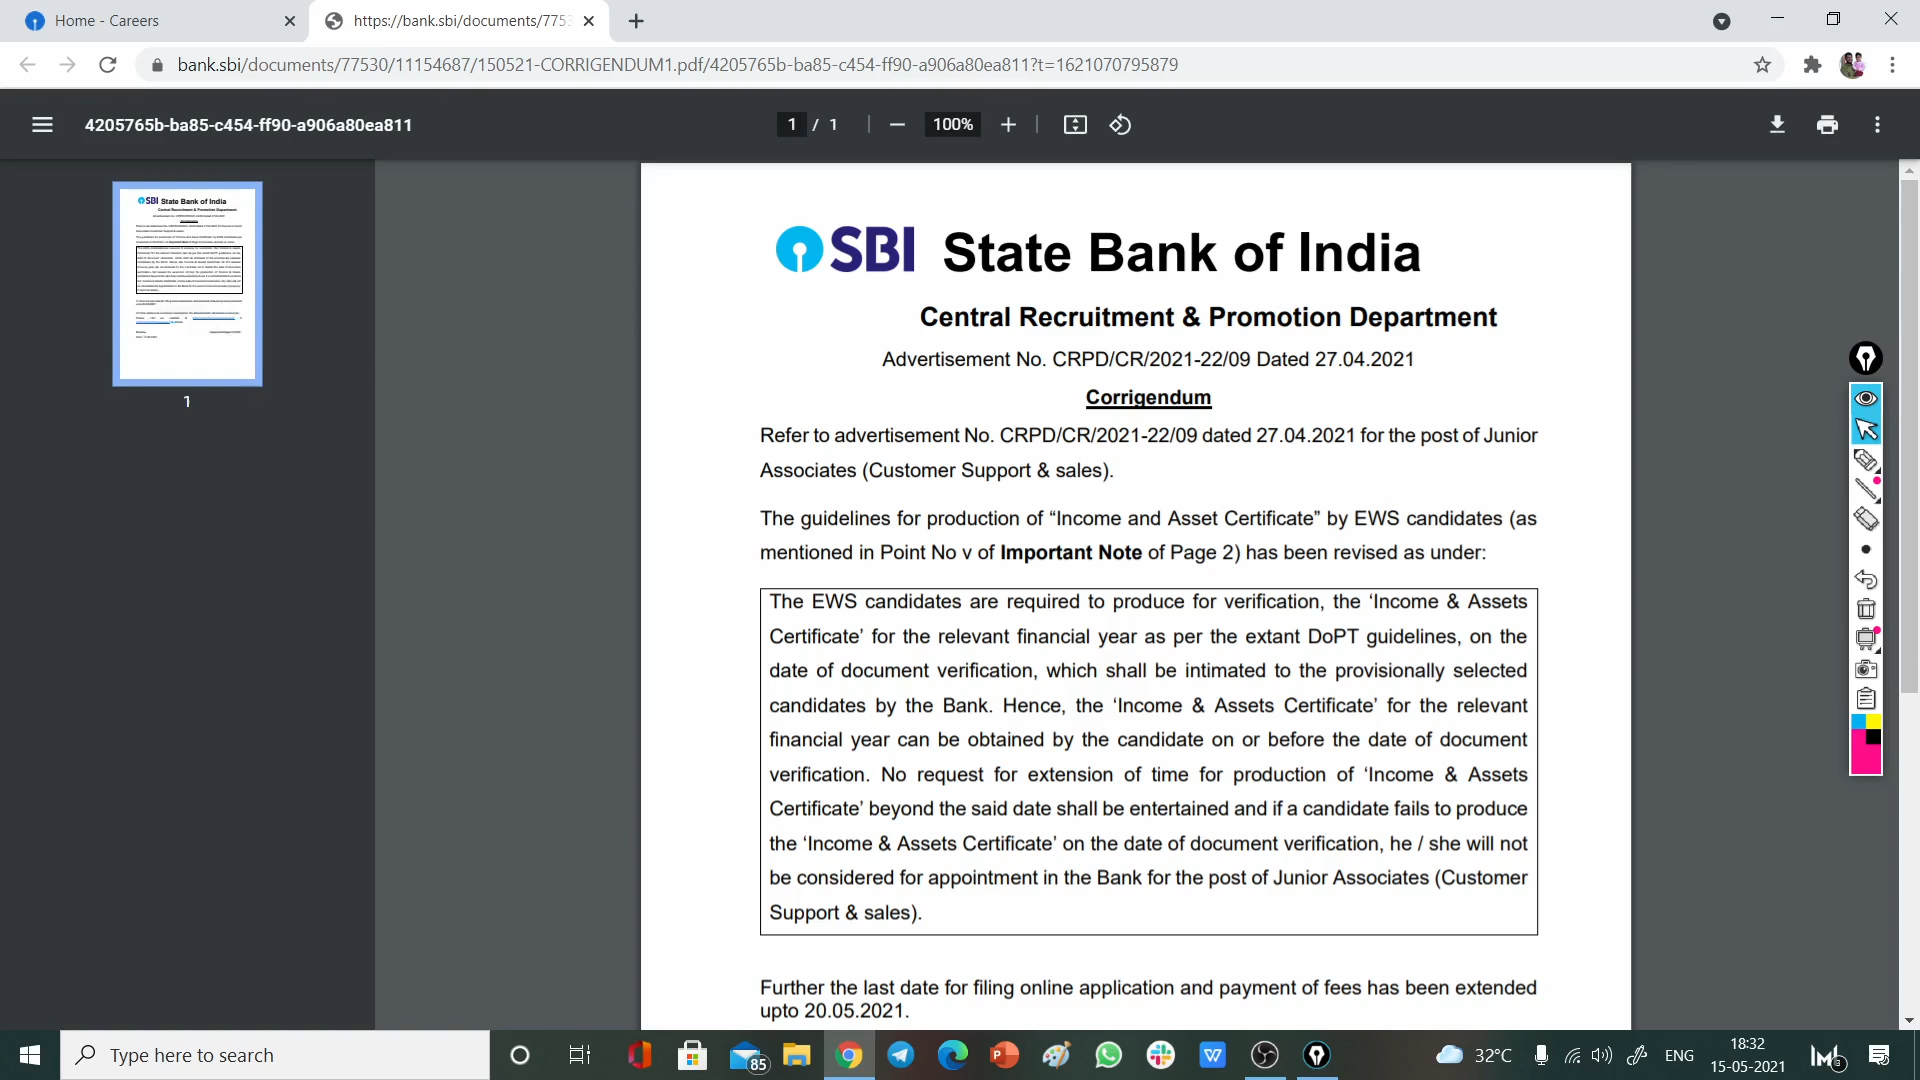 Home - Careers
https://bank.sbi/documents/7753
bank.sbi/documents/77530/11154687/150521-CORRIGENDUM1.pdf/4205765b-ba85-c454-ff90-a906a80ea811?t=1621070795879
4205765b-ba85-c454-ff90-a906a80ea811
1 / 1
100%
SBI State Bank of India
Central Recruitment & Promotion Department
1
SBI State Bank of India
Central Recruitment & Promotion Department
Advertisement No. CRPD/CR/2021-22/09 Dated 27.04.2021
Corrigendum
Refer to advertisement No. CRPD/CR/2021-22/09 dated 27.04.2021 for the post of Junior
Associates (Customer Support & sales).
The guidelines for production of “Income and Asset Certificate” by EWS candidates (as
mentioned in Point No v of Important Note of Page 2) has been revised as under:
The EWS candidates are required to produce for verification, the ‘Income & Assets
Certificate’ for the relevant financial year as per the extant DoPT guidelines, on the
date of document verification, which shall be intimated to the provisionally selected
candidates by the Bank. Hence, the ‘Income & Assets Certificate’ for the relevant
financial year can be obtained by the candidate on or before the date of document
verification. No request for extension of time for production of ‘Income & Assets
Certificate’ beyond the said date shall be entertained and if a candidate fails to produce
the ‘Income & Assets Certificate’ on the date of document verification, he / she will not
be considered for appointment in the Bank for the post of Junior Associates (Customer
Support & sales).
Further the last date for filing online application and payment of fees has been extended
upto 20.05.2021.
Type here to search
85
32°C
ENG
18:32
15-05-2021
3